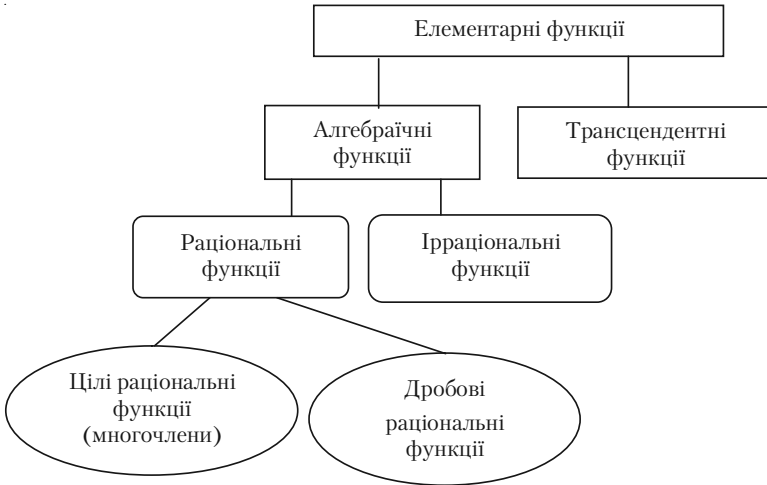 Елементарні функції
Алгебраїчні
функції
Трансцендентні
функції
Раціональні
функції
Ірраціональні
функції
Цілі раціональні
функції
(многочлени)
Дробові
раціональні
функції